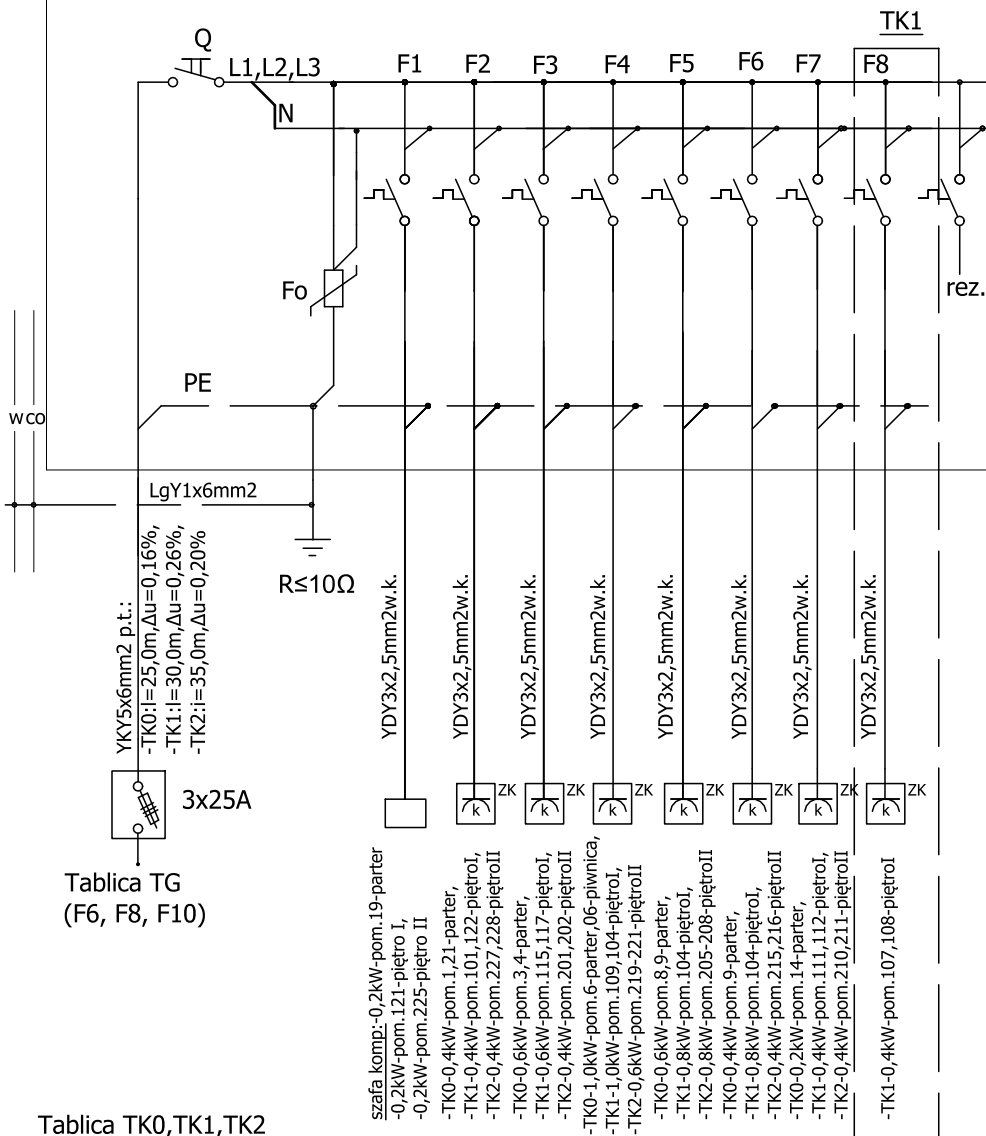 TK1
Q
L1,L2,L3
F1
F2
F3
F4
F5
F6
F7
F8
N
Fo
rez.
PE
w
co
LgY1x6mm2
R≤10Ω
YKY5x6mm2 p.t.:
-TK0:l=25,0m,Δu=0,16%,
-TK1:l=30,0m,Δu=0,26%,
-TK2:i=35,0m,Δu=0,20%
YDY3x2,5mm2w.k.
YDY3x2,5mm2w.k.
YDY3x2,5mm2w.k.
YDY3x2,5mm2w.k.
YDY3x2,5mm2w.k.
YDY3x2,5mm2w.k.
YDY3x2,5mm2w.k.
YDY3x2,5mm2w.k.
3x25A
k
ZK
k
ZK
k
ZK
k
ZK
k
ZK
k
ZK
k
ZK
Tablica TG
(F6, F8, F10)
szafa komp:-0,2kW-pom.19-parter
-0,2kW-pom.121-piętro I,
-0,2kW-pom.225-piętro II
-TK0-0,4kW-pom.1,21-parter,
-TK1-0,4kW-pom.101,122-piętroI,
-TK2-0,4kW-pom.227,228-piętroII
-TK0-0,6kW-pom.3,4-parter,
-TK1-0,6kW-pom.115,117-piętroI,
-TK2-0,4kW-pom.201,202-piętroII
-TK0-1,0kW-pom.6-parter,06-piwnica,
-TK1-1,0kW-pom.109,104-piętroI,
-TK2-0,6kW-pom.219-221-piętroII
-TK0-0,6kW-pom.8,9-parter,
-TK1-0,8kW-pom.104-piętroI,
-TK2-0,8kW-pom.205-208-piętroII
-TK0-0,4kW-pom.9-parter,
-TK1-0,8kW-pom.104-piętroI,
-TK2-0,4kW-pom.215,216-piętroII
-TK0-0,2kW-pom.14-parter,
-TK1-0,4kW-pom.111,112-piętroI,
-TK2-0,4kW-pom.210,211-piętroII
-TK1-0,4kW-pom.107,108-piętroI
Tablica TK0,TK1,TK2